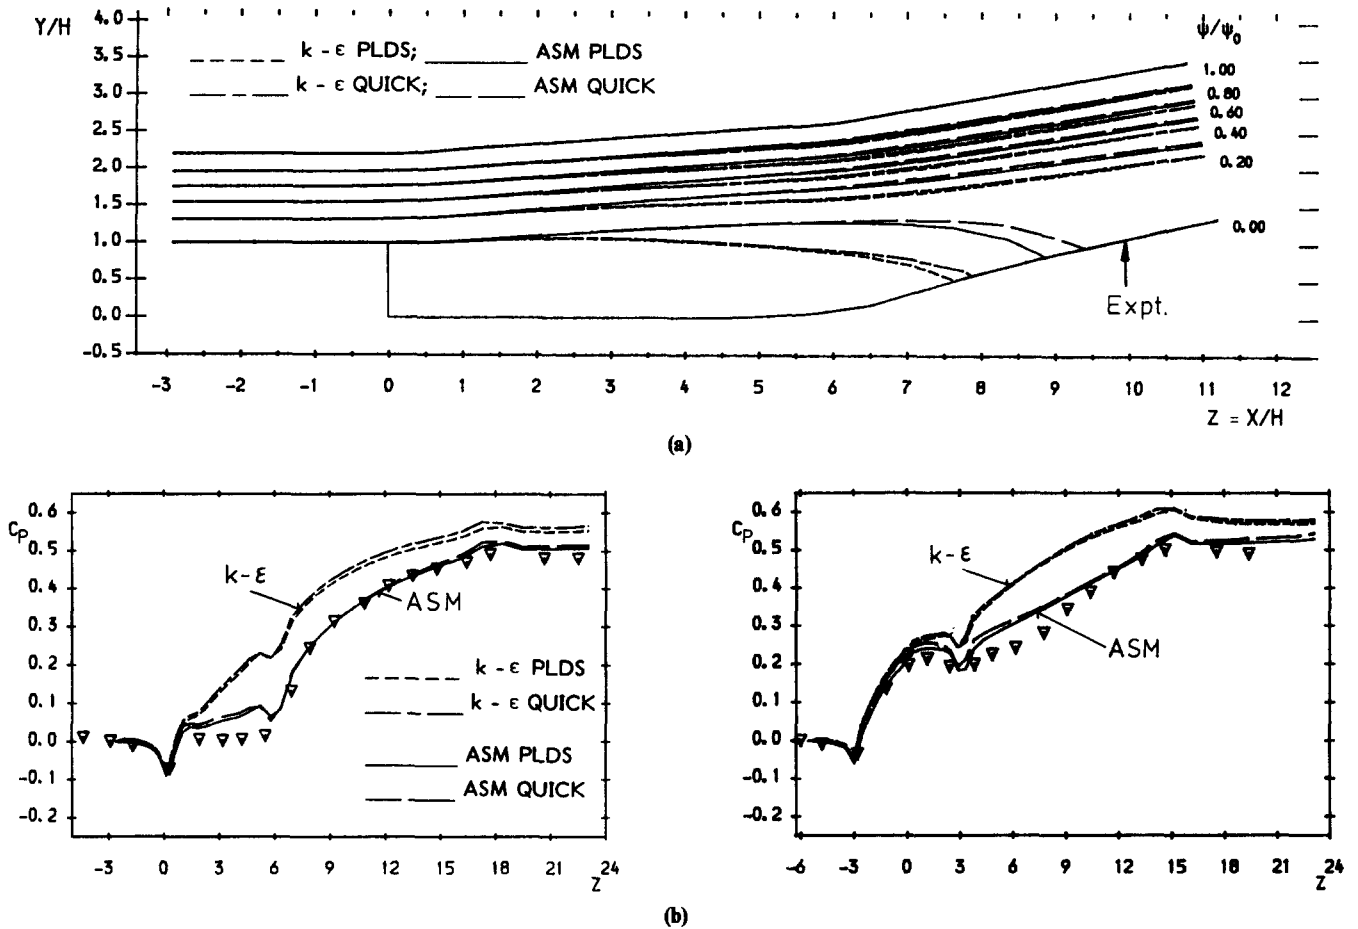 Y/H
4.0
3.5
3.0
2.5
2.0
1.5
1.0
0.5
0.0
-0.5
k - ε PLDS; ASM PLDS
k - ε QUICK; ASM QUICK
ψ/ψ₀
1.00
0.80
0.60
0.40
0.20
0.00
Expt.
-3 -2 -1 0 1 2 3 4 5 6 7 8 9 10 11 12
Z = X/H
(a)
CP
0.6
0.5
0.4
0.3
0.2
0.1
0.0
-0.1
-0.2
k-ε
ASM
k - ε PLDS
k - ε QUICK
ASM PLDS
ASM QUICK
-3 0 3 6 9 12 15 18 21 24
Z
CP
0.6
0.5
0.4
0.3
0.2
0.1
0.0
-0.1
-0.2
k-ε
ASM
-6 -3 0 3 6 9 12 15 18 21 24
Z
(b)